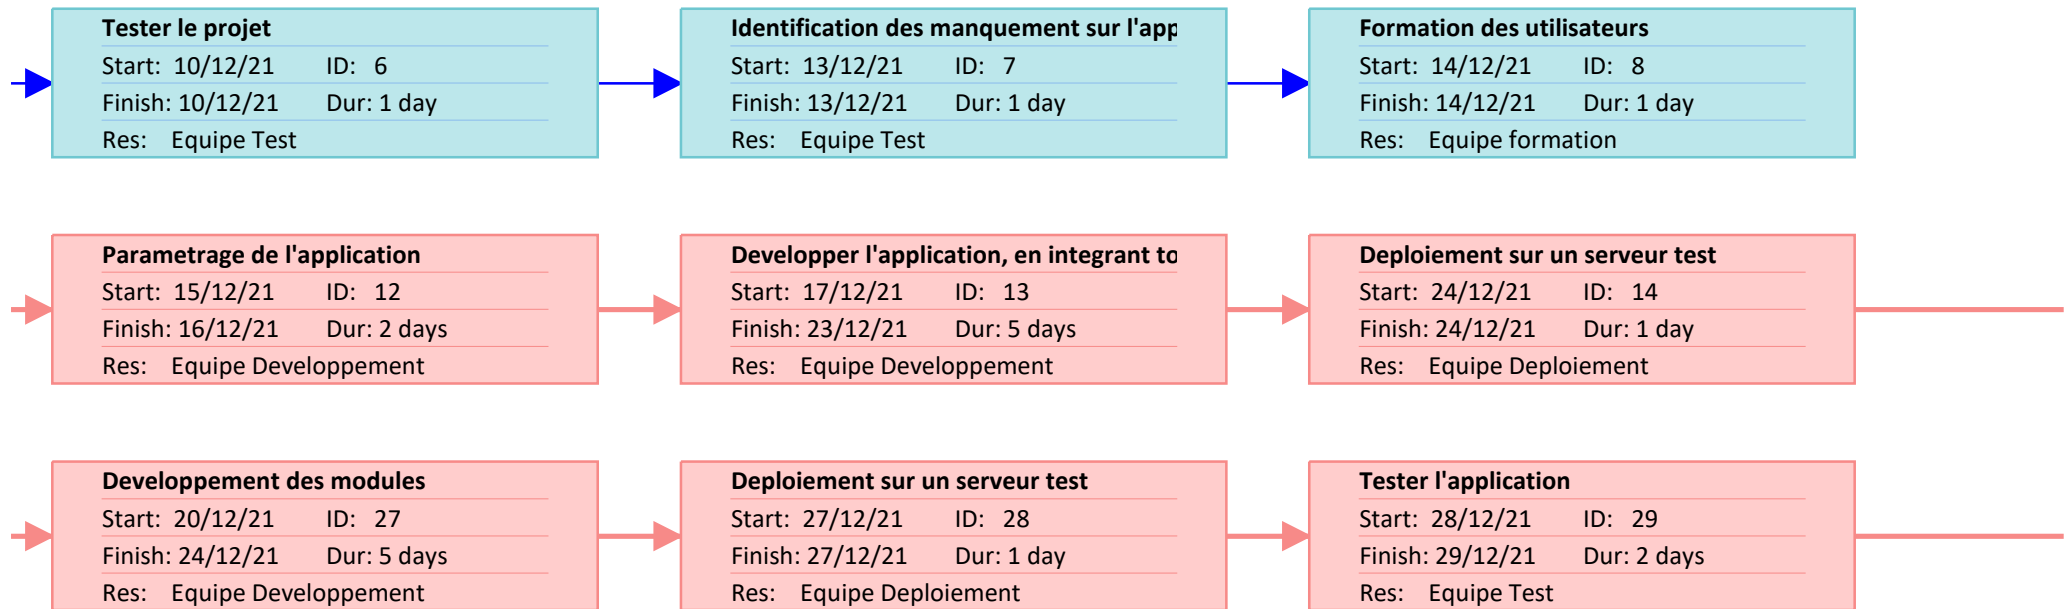 Tester le projet
Start: 10/12/21 ID: 6
Finish: 10/12/21 Dur: 1 day
Res: Equipe Test
Identification des manquement sur l'app
Start: 13/12/21 ID: 7
Finish: 13/12/21 Dur: 1 day
Res: Equipe Test
Formation des utilisateurs
Start: 14/12/21 ID: 8
Finish: 14/12/21 Dur: 1 day
Res: Equipe formation
Parametrage de l'application
Start: 15/12/21 ID: 12
Finish: 16/12/21 Dur: 2 days
Res: Equipe Developpement
Developper l'application, en integrant to
Start: 17/12/21 ID: 13
Finish: 23/12/21 Dur: 5 days
Res: Equipe Developpement
Deploiement sur un serveur test
Start: 24/12/21 ID: 14
Finish: 24/12/21 Dur: 1 day
Res: Equipe Deploiement
Developpement des modules
Start: 20/12/21 ID: 27
Finish: 24/12/21 Dur: 5 days
Res: Equipe Developpement
Deploiement sur un serveur test
Start: 27/12/21 ID: 28
Finish: 27/12/21 Dur: 1 day
Res: Equipe Deploiement
Tester l'application
Start: 28/12/21 ID: 29
Finish: 29/12/21 Dur: 2 days
Res: Equipe Test